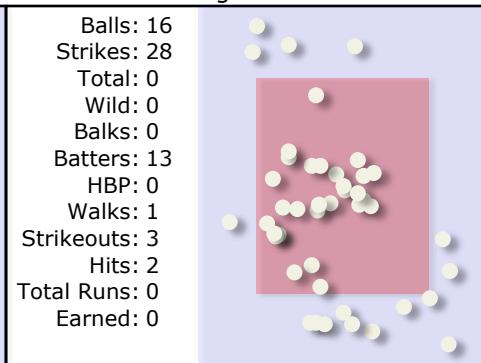 Balls: 16
Strikes: 28
Total: 0
Wild: 0
Balks: 0
Batters: 13
HBP: 0
Walks: 1
Strikeouts: 3
Hits: 2
Total Runs: 0
Earned: 0